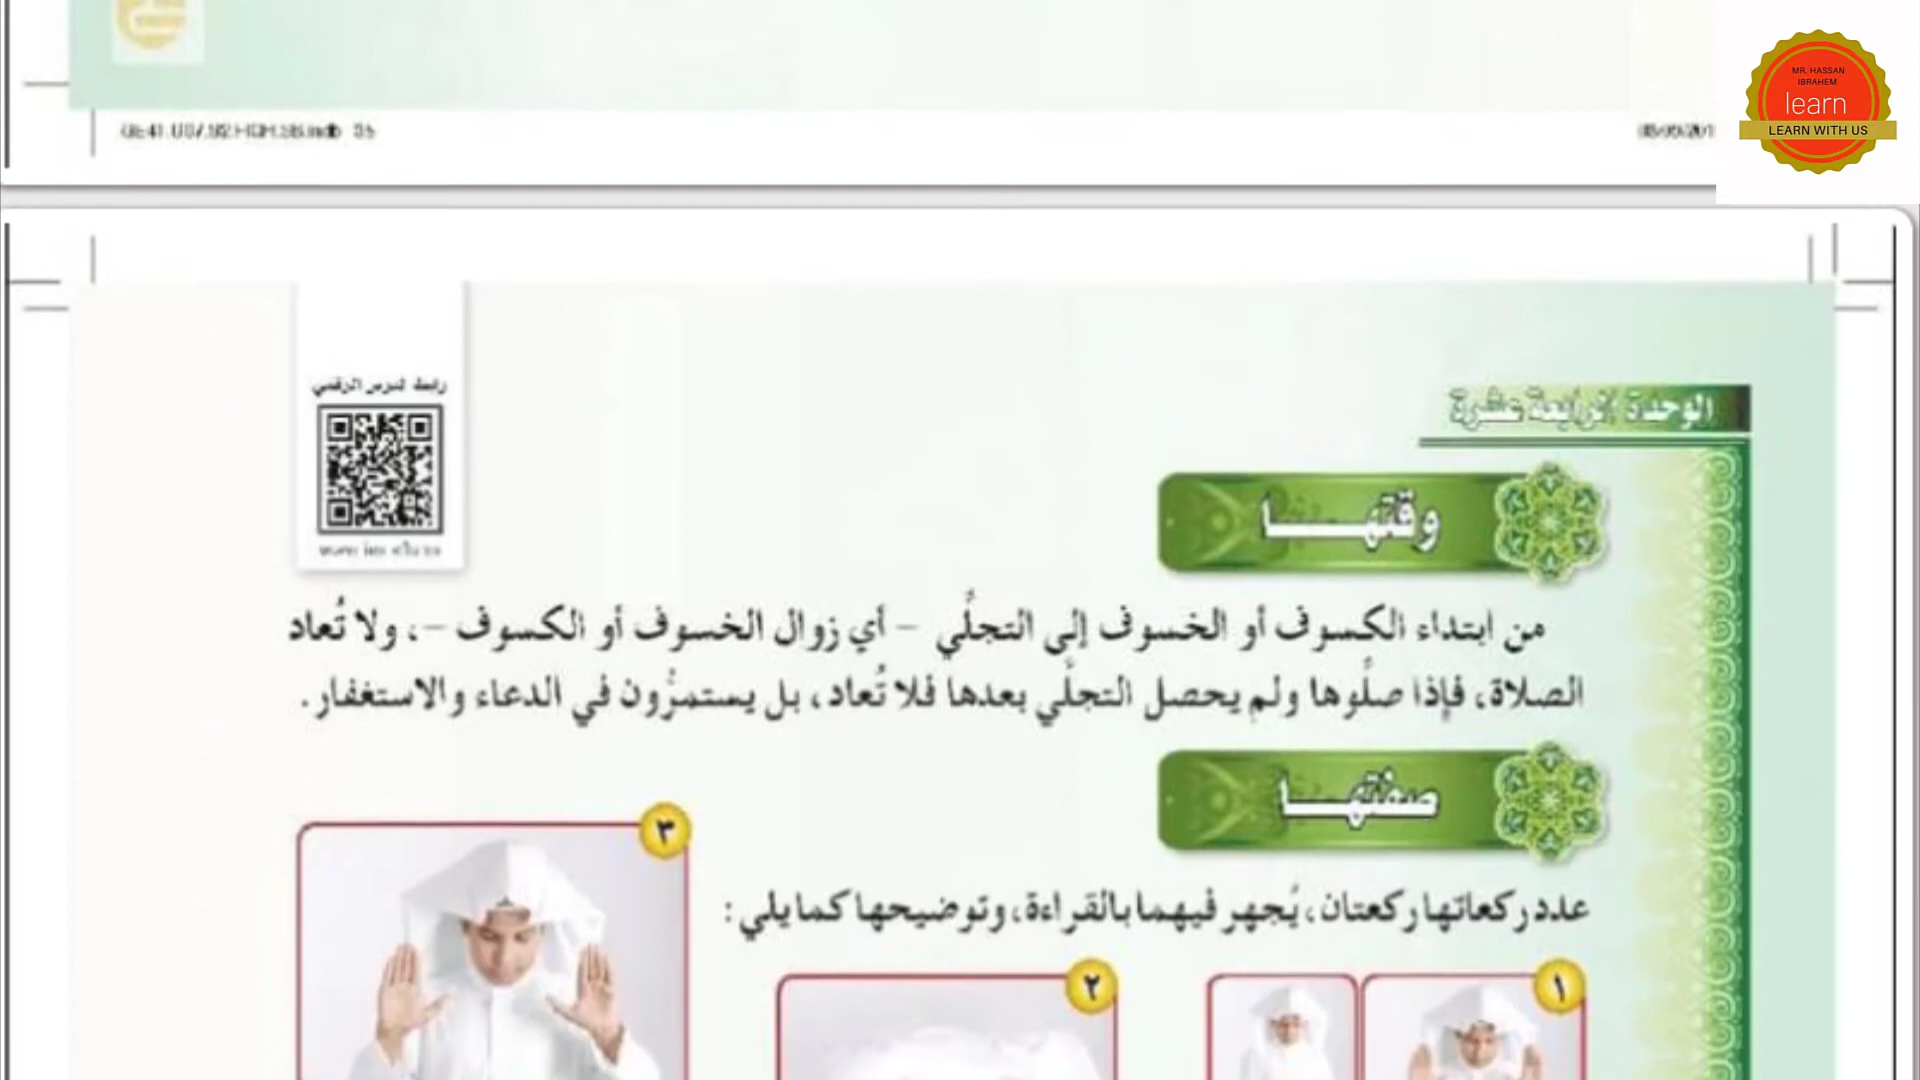 MR. HASSAN
IBRAHEM
learn
LEARN WITH US
رابط الدرس الرقمي
الوحدة الرابعة عشرة
وقتهـــــا
من ابتداء الكسوف أو الخسوف إلى التجلِّي – أي زوال الخسوف أو الكسوف –، ولا تُعاد
الصلاة، فإذا صلَّوها ولم يحصل التجلِّي بعدها فلا تُعاد، بل يستمرُّون في الدعاء والاستغفار.
صفتهـــــا
عدد ركعاتها ركعتان، يُجهر فيهما بالقراءة، وتوضيحها كما يلي:
٣
٢
١